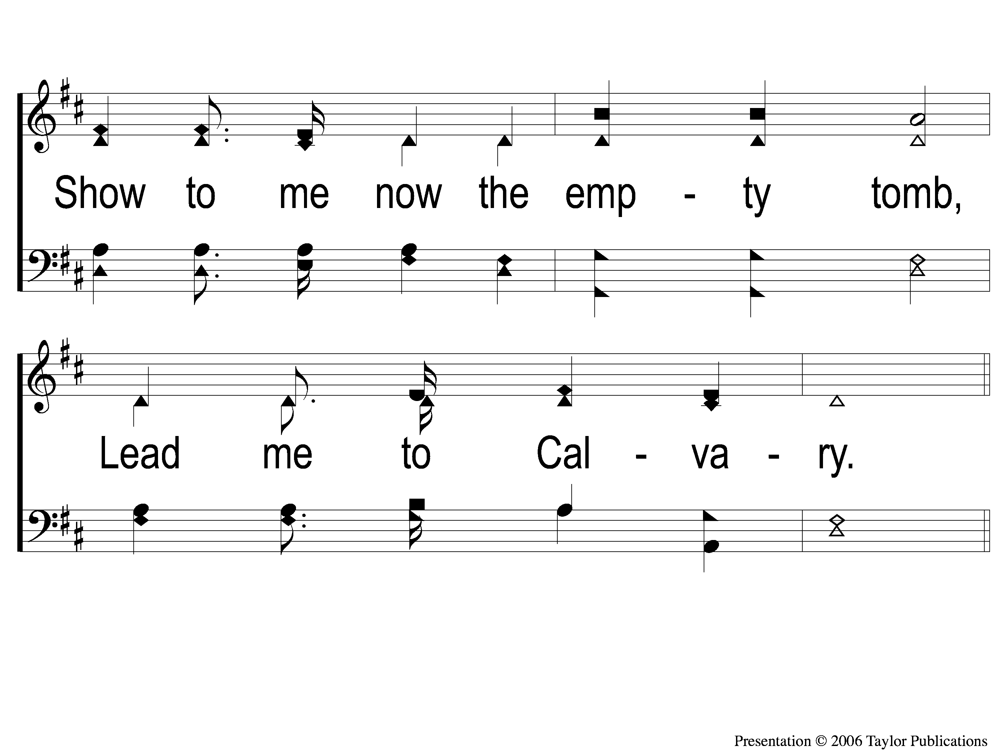 Show to me now the emp - ty tomb,
Lead me to Cal - va - ry.
Presentation © 2006 Taylor Publications